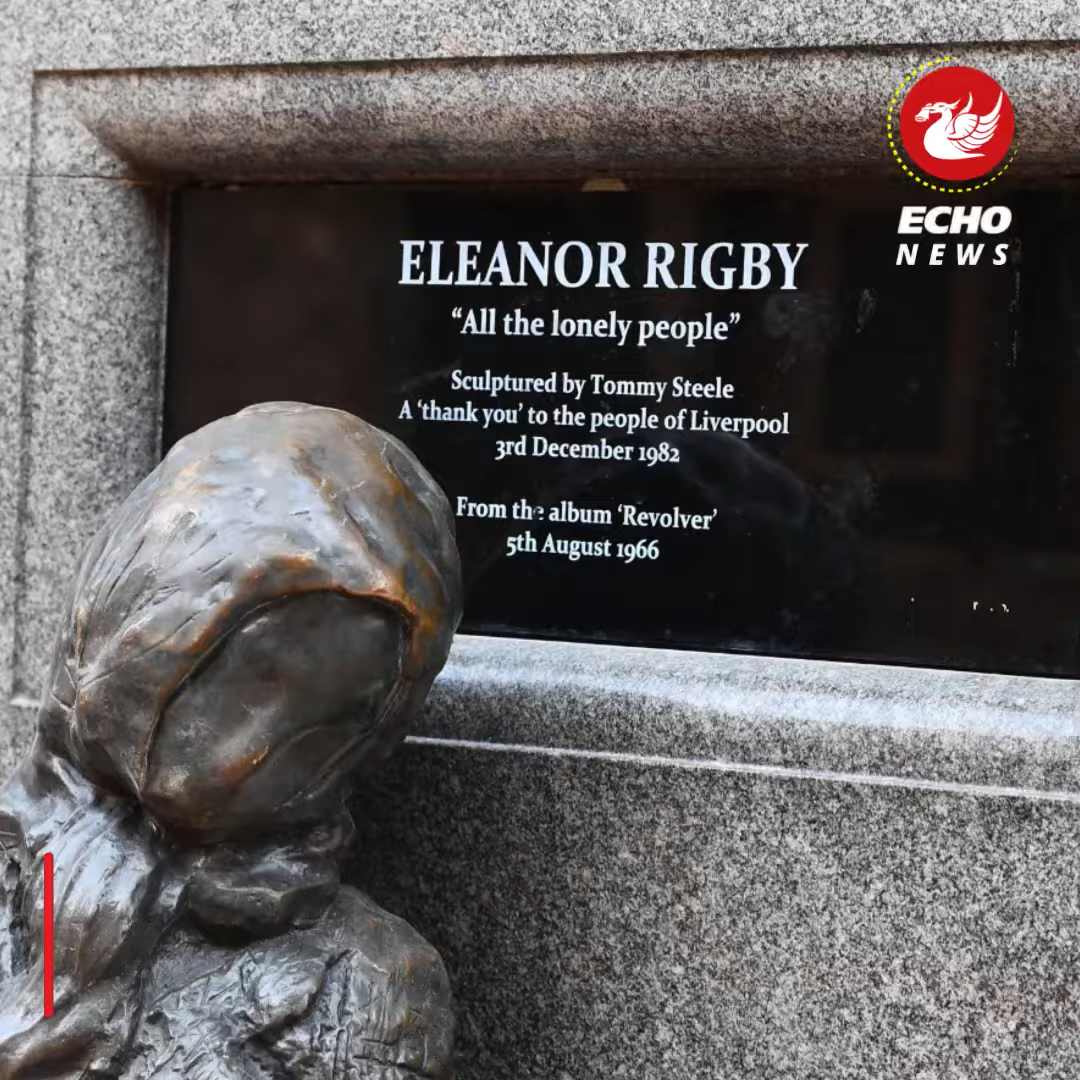 ECHO
NEWS
ELEANOR RIGBY
“All the lonely people”
Sculptured by Tommy Steele
A ‘thank you’ to the people of Liverpool
3rd December 1982
From the album ‘Revolver’
5th August 1966